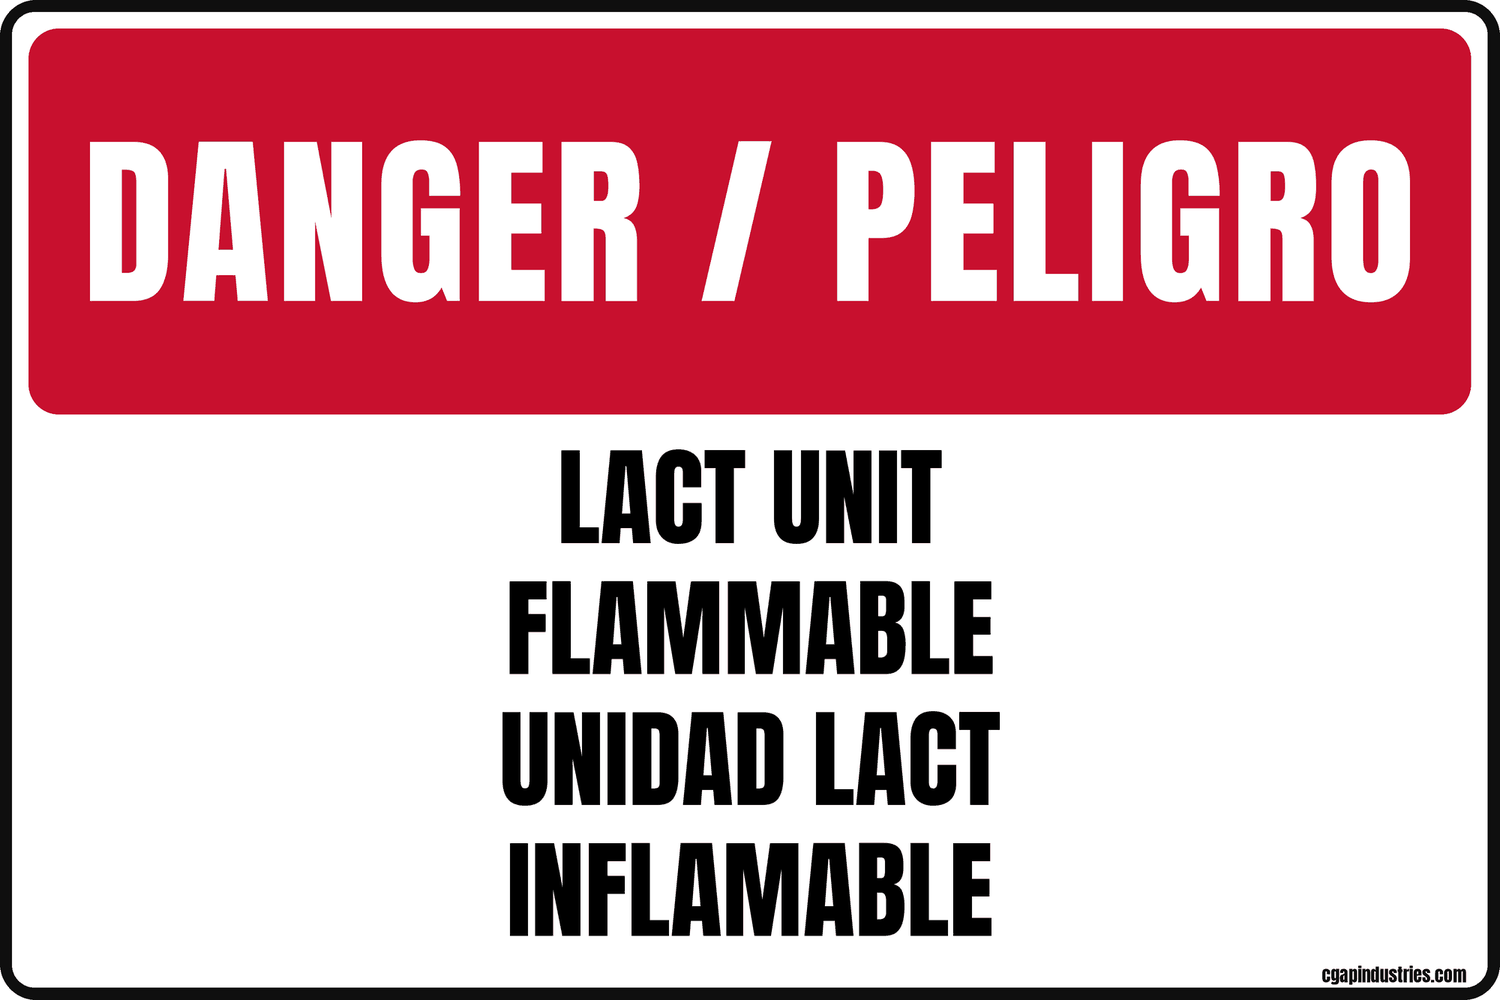 DANGER / PELIGRO
LACT UNIT
FLAMMABLE
UNIDAD LACT
INFLAMABLE
cgapindustries.com